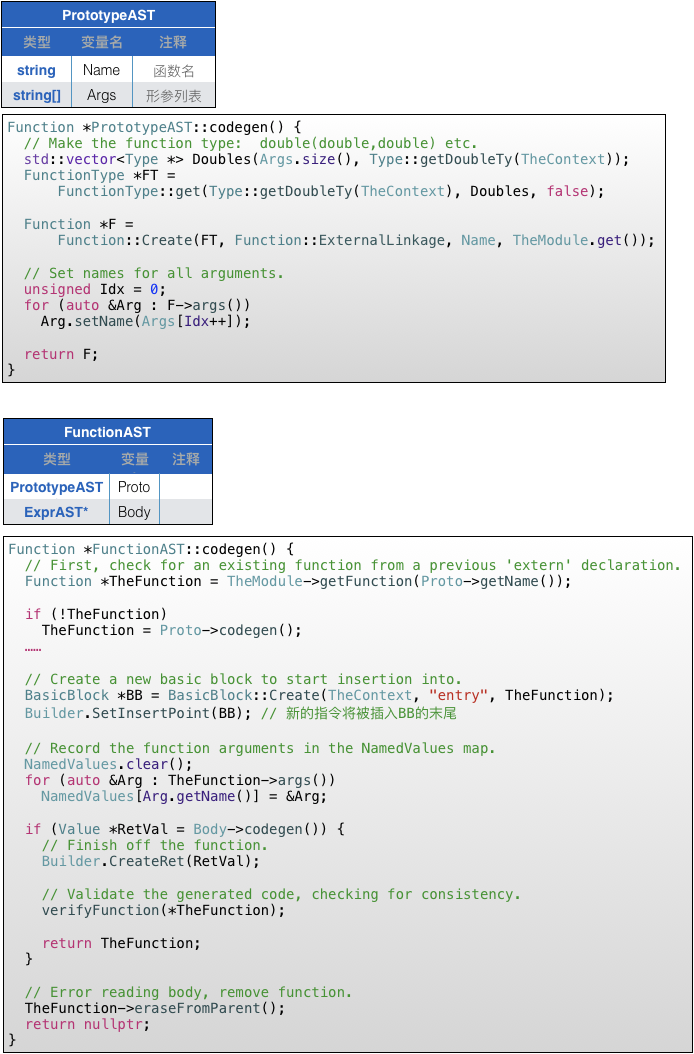 PrototypeAST
类型 变量名 注释
string Name 函数名
string[] Args 形参列表
Function *PrototypeAST::codegen() {
  // Make the function type:  double(double,double) etc.
  std::vector<Type *> Doubles(Args.size(), Type::getDoubleTy(TheContext));
  FunctionType *FT =
      FunctionType::get(Type::getDoubleTy(TheContext), Doubles, false);
  Function *F =
      Function::Create(FT, Function::ExternalLinkage, Name, TheModule.get());
  // Set names for all arguments.
  unsigned Idx = 0;
  for (auto &Arg : F->args())
    Arg.setName(Args[Idx++]);
  return F;
}
FunctionAST
类型 变量 注释
PrototypeAST Proto
ExprAST* Body
Function *FunctionAST::codegen() {
  // First, check for an existing function from a previous 'extern' declaration.
  Function *TheFunction = TheModule->getFunction(Proto->getName());
  if (!TheFunction)
    TheFunction = Proto->codegen();
  ……
  // Create a new basic block to start insertion into.
  BasicBlock *BB = BasicBlock::Create(TheContext, "entry", TheFunction);
  Builder.SetInsertPoint(BB); // 新的指令将被插入BB的末尾
  // Record the function arguments in the NamedValues map.
  NamedValues.clear();
  for (auto &Arg : TheFunction->args())
    NamedValues[Arg.getName()] = &Arg;
  if (Value *RetVal = Body->codegen()) {
    // Finish off the function.
    Builder.CreateRet(RetVal);
    // Validate the generated code, checking for consistency.
    verifyFunction(*TheFunction);
    return TheFunction;
  }
  // Error reading body, remove function.
  TheFunction->eraseFromParent();
  return nullptr;
}